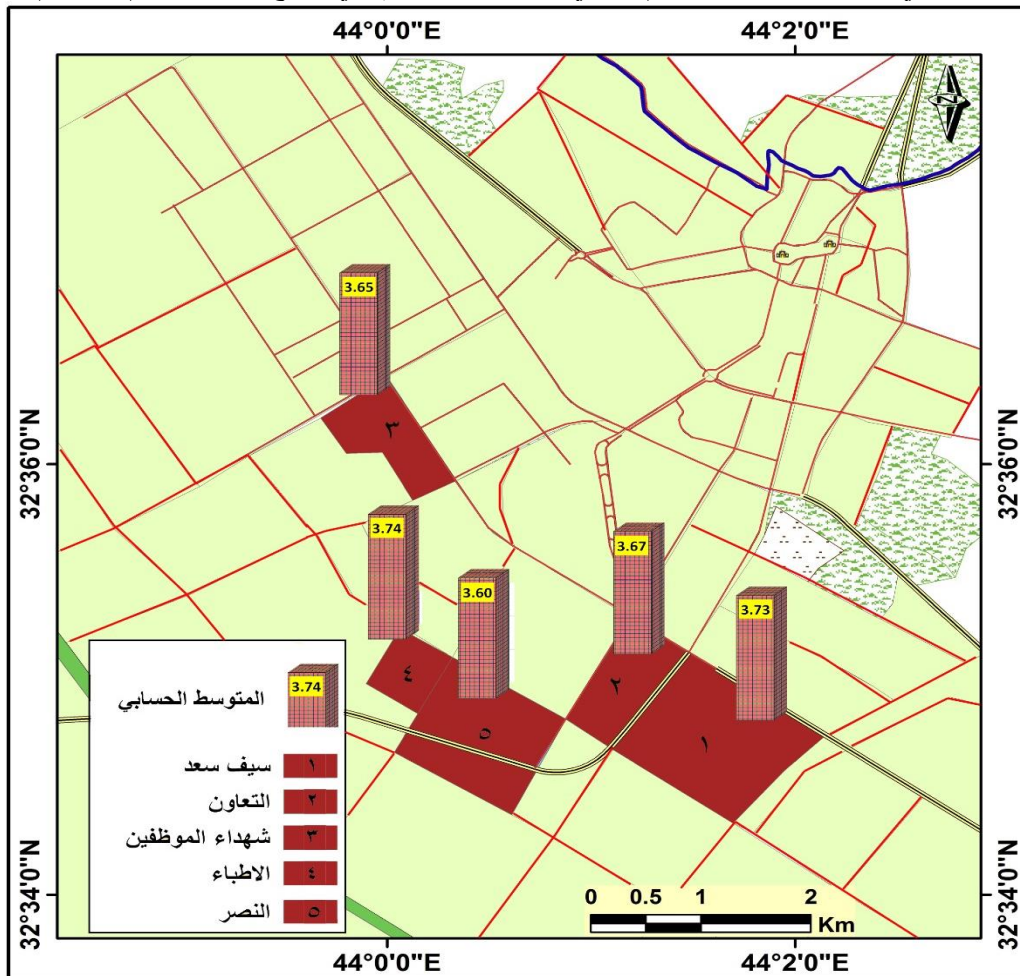 44°0'0"E
44°2'0"E
3.65
٣
32°36'0"N
32°36'0"N
3.74
3.60
3.67
3.73
٤
٥
٢
١
3.74
المتوسط الحسابي
١ سيف سعد
٢ التعاون
٣ شهداء الموظفين
٤ الاطباء
٥ النصر
0 0.5 1 2
Km
32°34'0"N
32°34'0"N
44°0'0"E
44°2'0"E